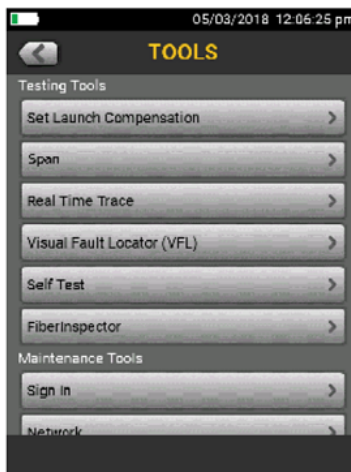 05/03/2018 12:06:25 pm
TOOLS
Testing Tools
Set Launch Compensation
Span
Real Time Trace
Visual Fault Locator (VFL)
Self Test
FiberInspector
Maintenance Tools
Sign In
Network